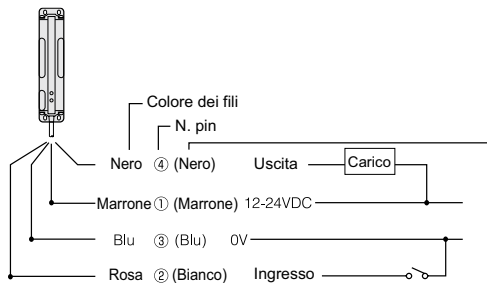 Colore dei fili
N. pin
Nero ④ (Nero) Uscita Carico
Marrone ① (Marrone) 12-24VDC
Blu ③ (Blu) 0V
Rosa ② (Bianco) Ingresso